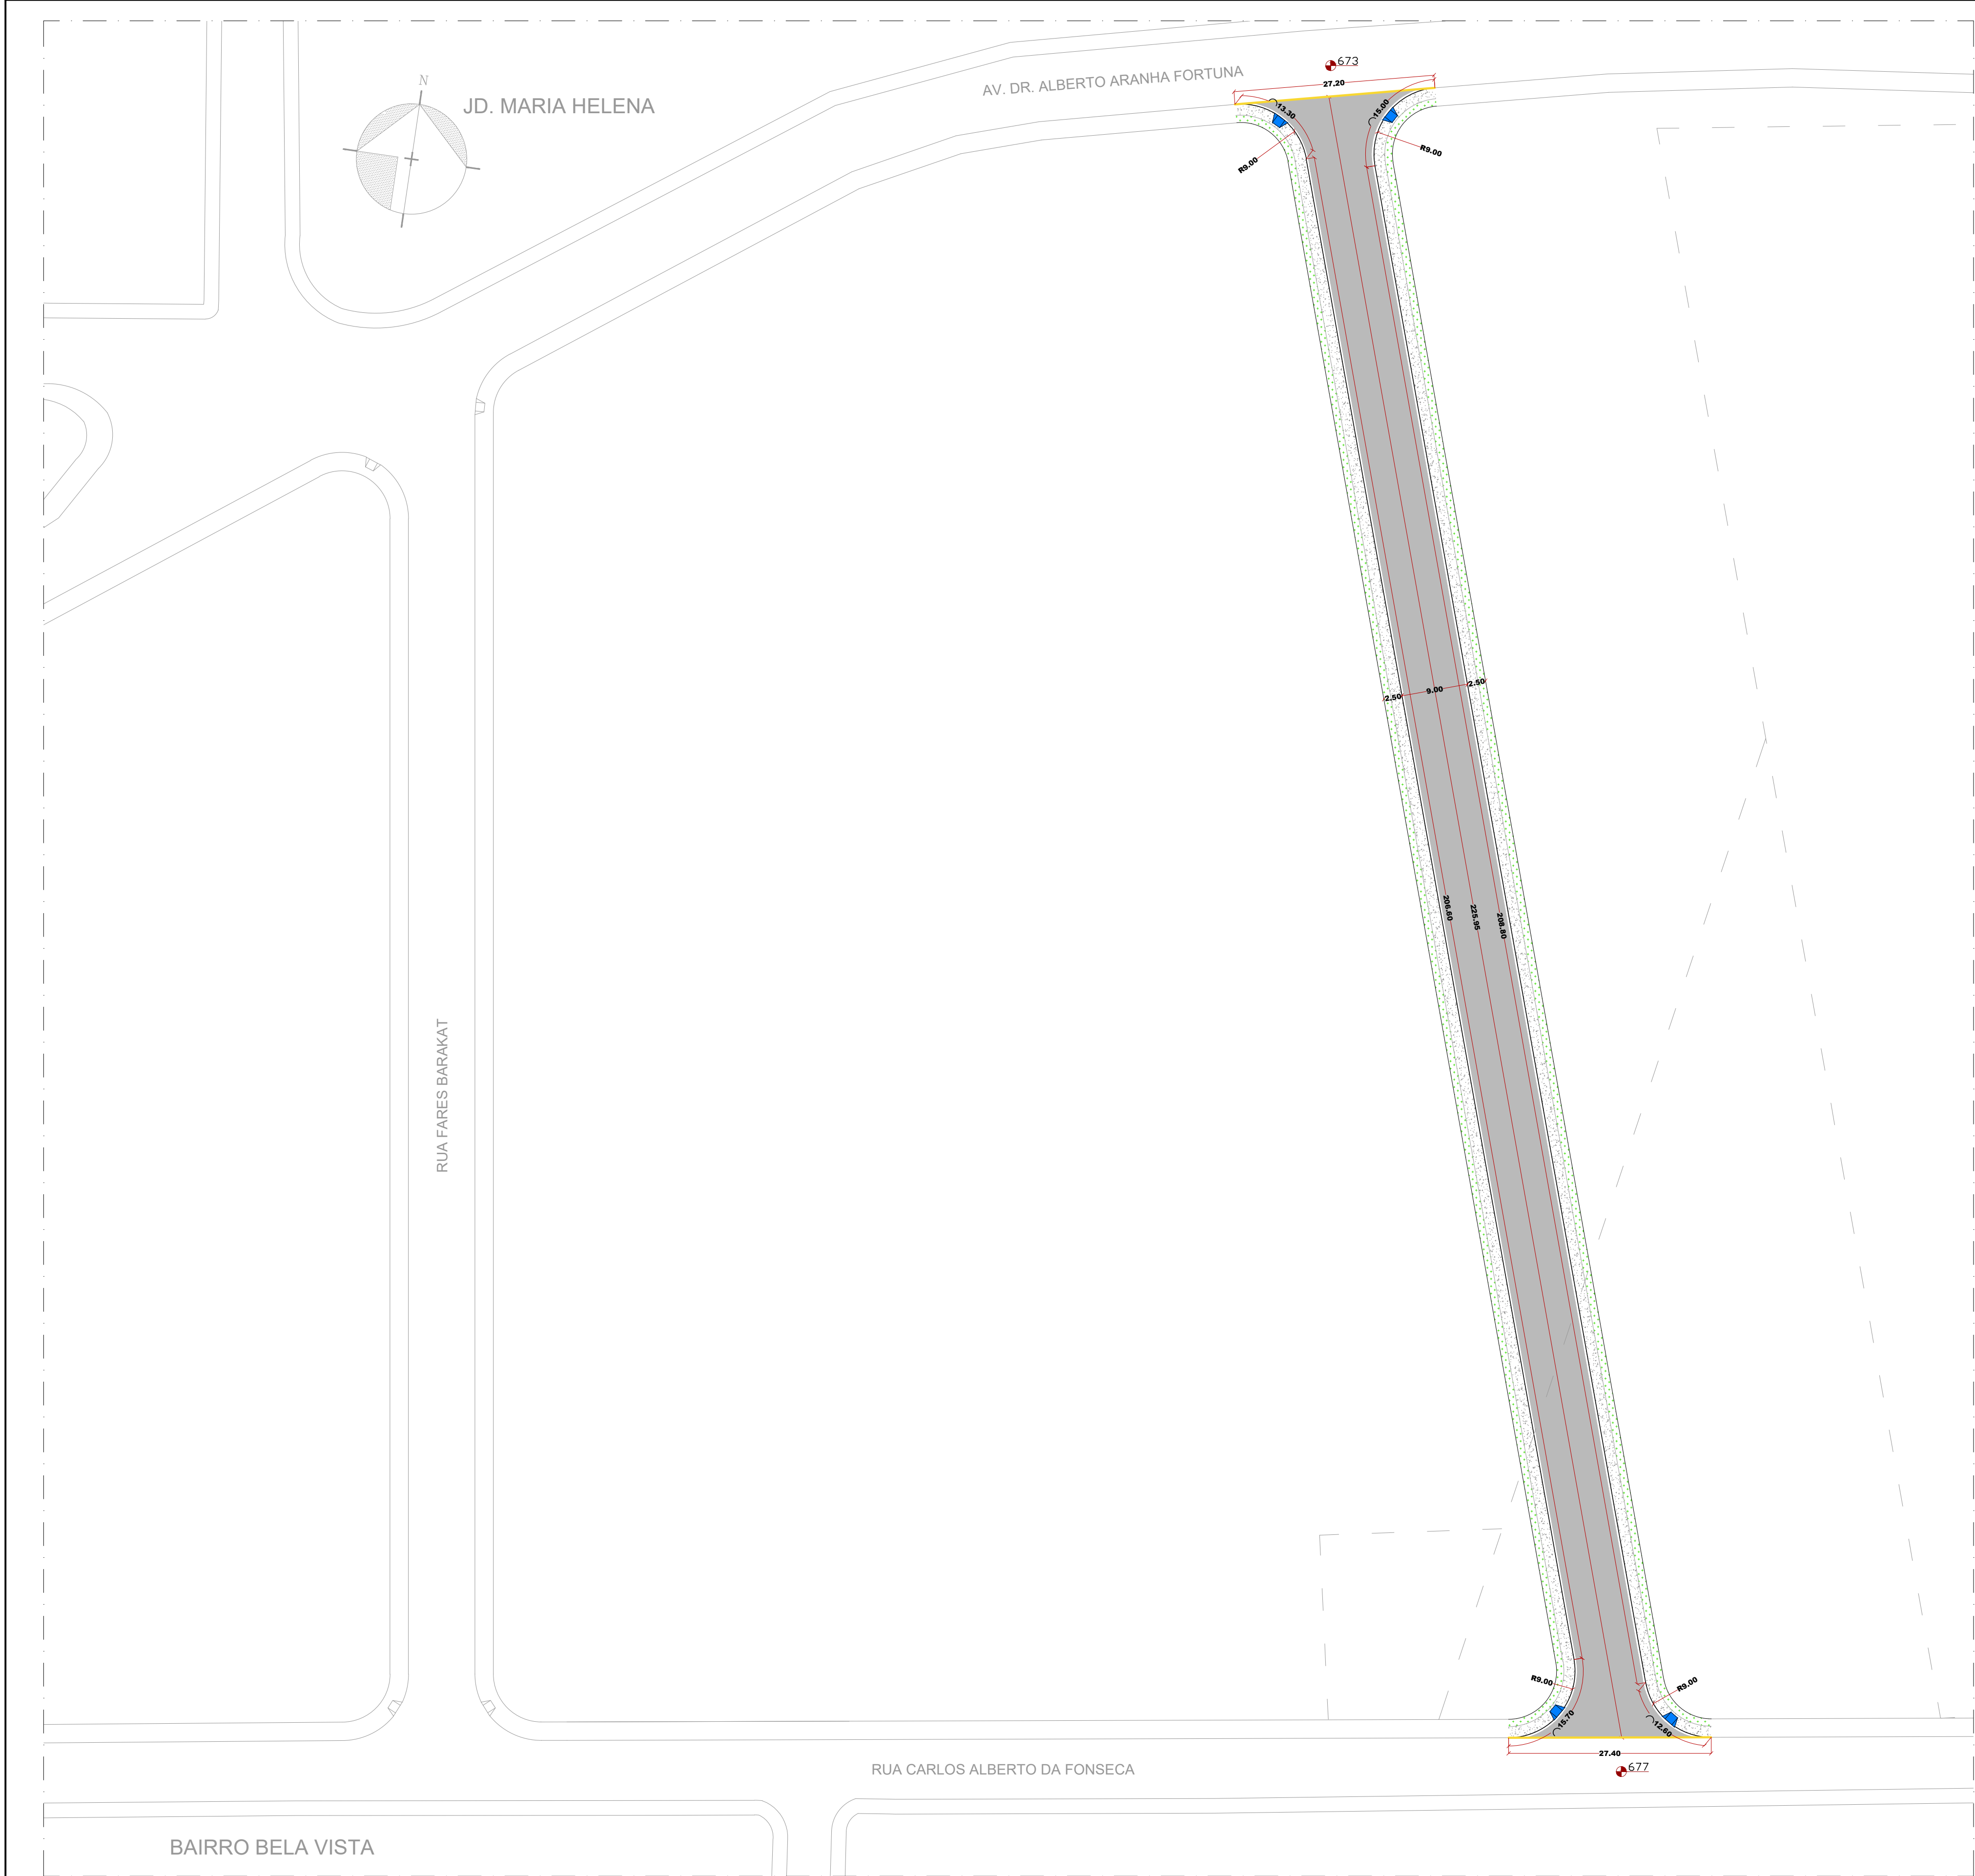 673
AV. DR. ALBERTO ARANHA FORTUNA
27.20
N
JD. MARIA HELENA
13.30
15.00
R9.00
R9.00
2.50
9.00
2.50
206.60
225.95
208.80
RUA FARES BARAKAT
R9.00
R9.00
15.70
12.60
27.40
677
RUA CARLOS ALBERTO DA FONSECA
BAIRRO BELA VISTA